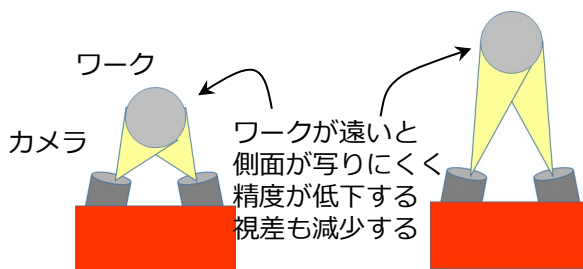 ワーク
カメラ
ワークが遠いと
側面が写りにくく
精度が低下する
視差も減少する